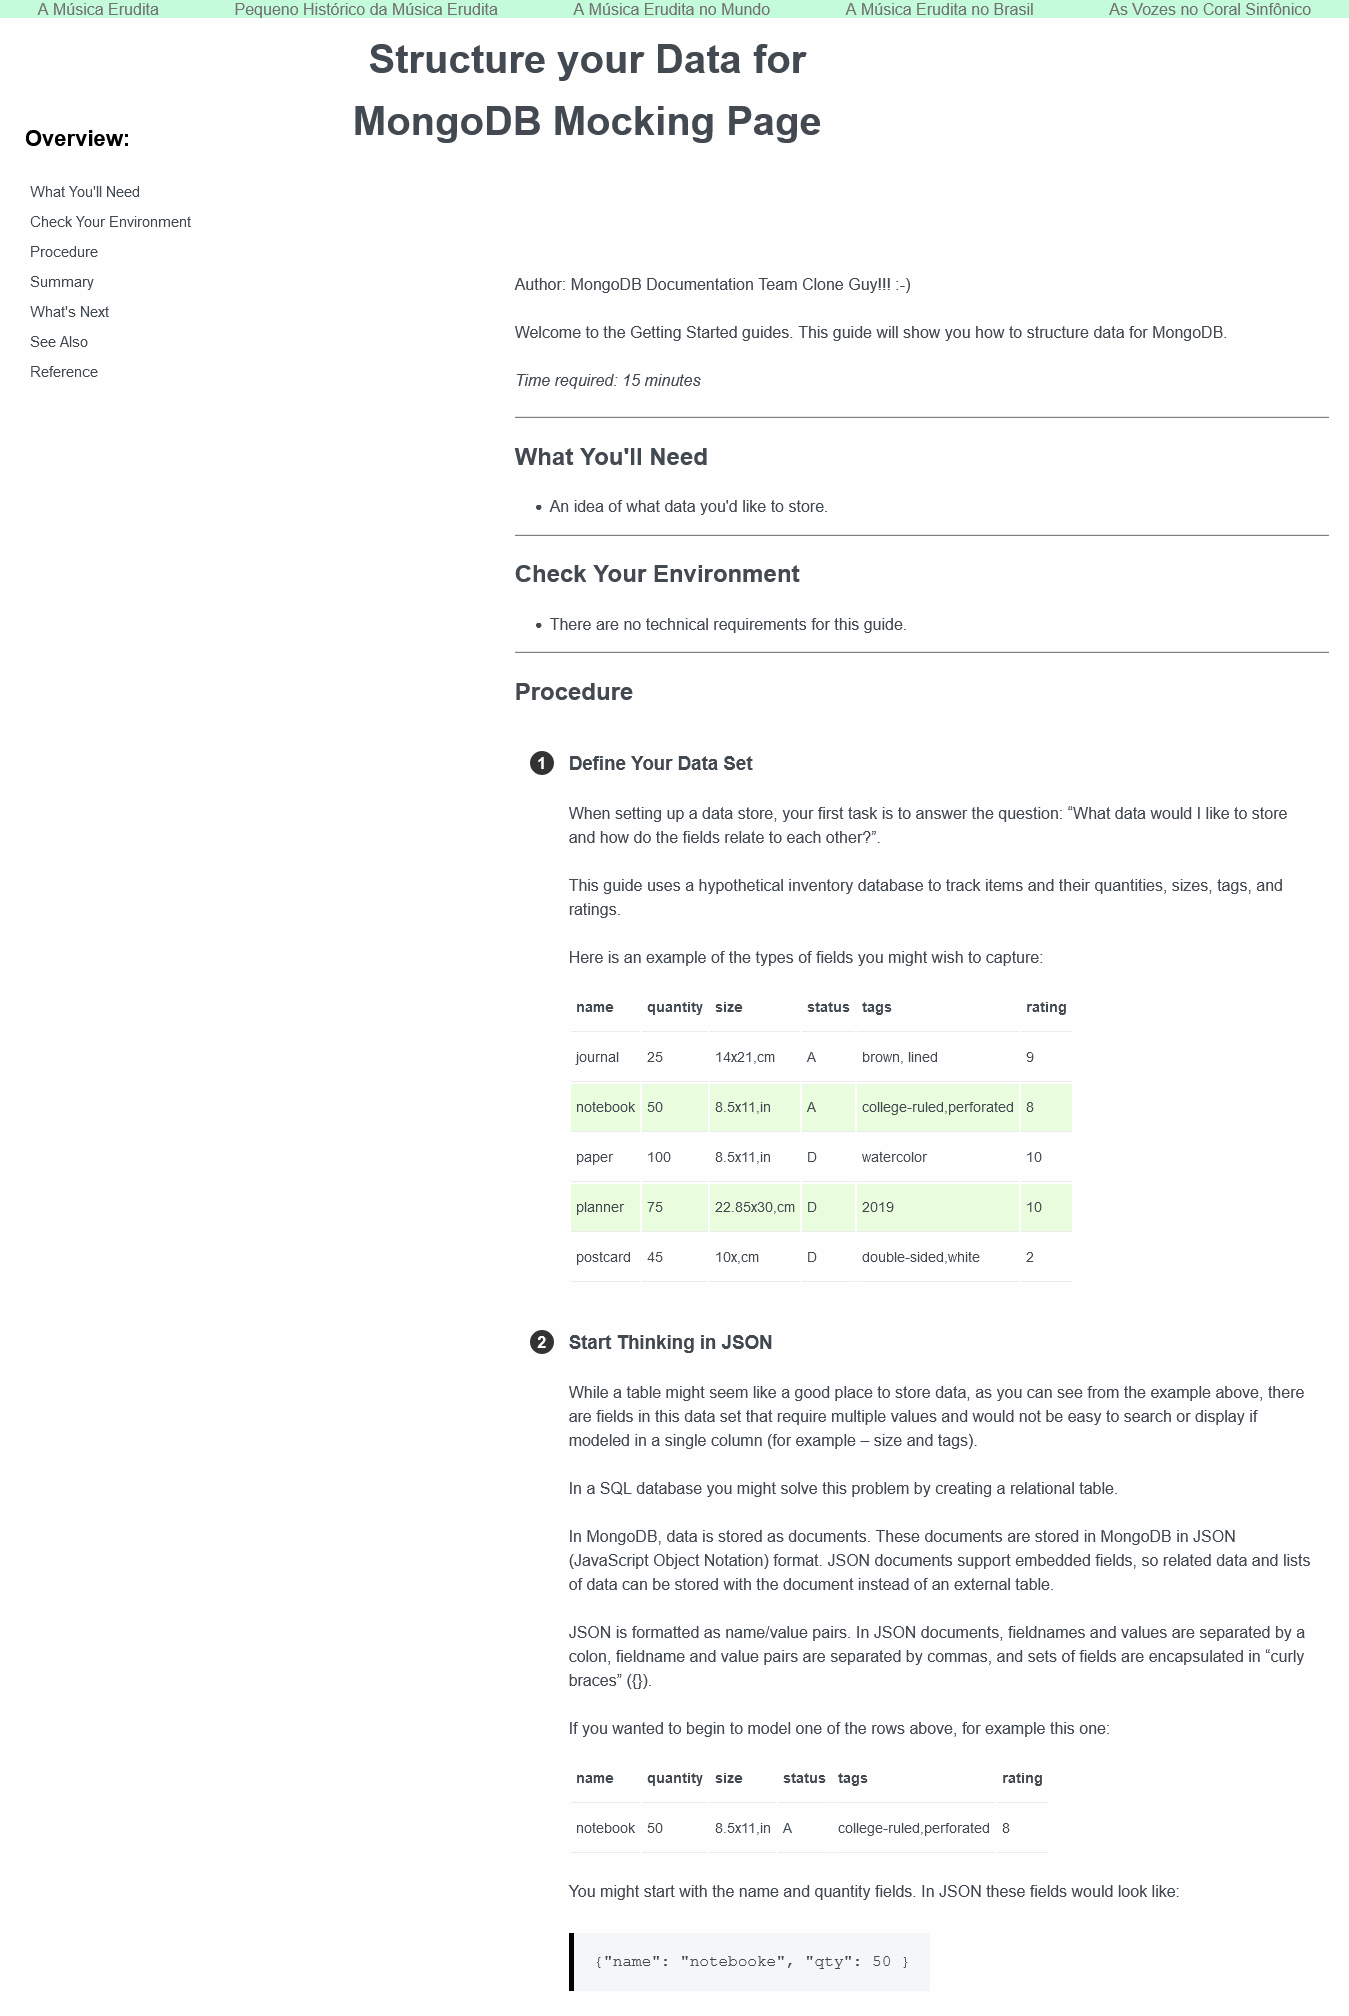 A Música Erudita Pequeno Histórico da Música Erudita A Música Erudita no Mundo A Música Erudita no Brasil As Vozes no Coral Sinfônico
Structure your Data for
MongoDB Mocking Page
Overview:
What You'll Need
Check Your Environment
Procedure
Summary
What's Next
See Also
Reference
Author: MongoDB Documentation Team Clone Guy!!! :-)
Welcome to the Getting Started guides. This guide will show you how to structure data for MongoDB.
Time required: 15 minutes
What You'll Need
• An idea of what data you'd like to store.
Check Your Environment
• There are no technical requirements for this guide.
Procedure
1 Define Your Data Set
When setting up a data store, your first task is to answer the question: “What data would I like to store
and how do the fields relate to each other?”.
This guide uses a hypothetical inventory database to track items and their quantities, sizes, tags, and
ratings.
Here is an example of the types of fields you might wish to capture:
name quantity size status tags rating
journal 25 14x21,cm A brown, lined 9
notebook 50 8.5x11,in A college-ruled,perforated 8
paper 100 8.5x11,in D watercolor 10
planner 75 22.85x30,cm D 2019 10
postcard 45 10x,cm D double-sided,white 2
2 Start Thinking in JSON
While a table might seem like a good place to store data, as you can see from the example above, there
are fields in this data set that require multiple values and would not be easy to search or display if
modeled in a single column (for example – size and tags).
In a SQL database you might solve this problem by creating a relational table.
In MongoDB, data is stored as documents. These documents are stored in MongoDB in JSON
(JavaScript Object Notation) format. JSON documents support embedded fields, so related data and lists
of data can be stored with the document instead of an external table.
JSON is formatted as name/value pairs. In JSON documents, fieldnames and values are separated by a
colon, fieldname and value pairs are separated by commas, and sets of fields are encapsulated in “curly
braces” ({}).
If you wanted to begin to model one of the rows above, for example this one:
name quantity size status tags rating
notebook 50 8.5x11,in A college-ruled,perforated 8
You might start with the name and quantity fields. In JSON these fields would look like:
{"name": "notebooke", "qty": 50 }